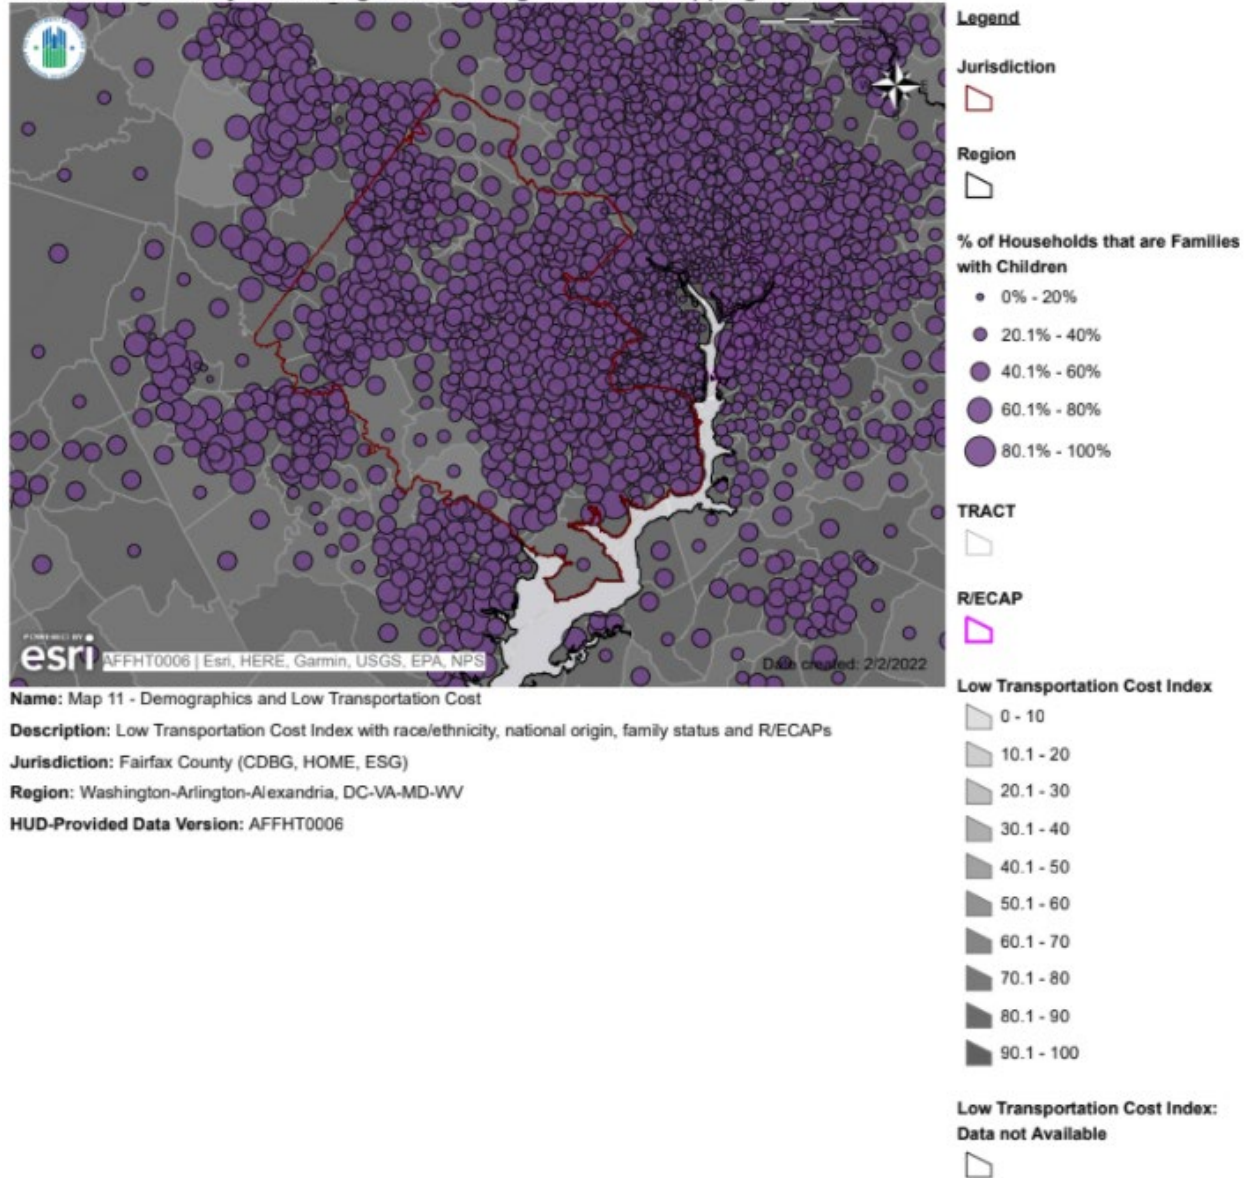 Legend
Jurisdiction
Region
% of Households that are Families
with Children
0% - 20%
20.1% - 40%
40.1% - 60%
60.1% - 80%
80.1% - 100%
TRACT
R/ECAP
Low Transportation Cost Index
0 - 10
10.1 - 20
20.1 - 30
30.1 - 40
40.1 - 50
50.1 - 60
60.1 - 70
70.1 - 80
80.1 - 90
90.1 - 100
Low Transportation Cost Index:
Data not Available
POWERED BY
esri
AFFHT0006 | Esri, HERE, Garmin, USGS, EPA, NPS
Date created: 2/2/2022
Name: Map 11 - Demographics and Low Transportation Cost
Description: Low Transportation Cost Index with race/ethnicity, national origin, family status and R/ECAPs
Jurisdiction: Fairfax County (CDBG, HOME, ESG)
Region: Washington-Arlington-Alexandria, DC-VA-MD-WV
HUD-Provided Data Version: AFFHT0006